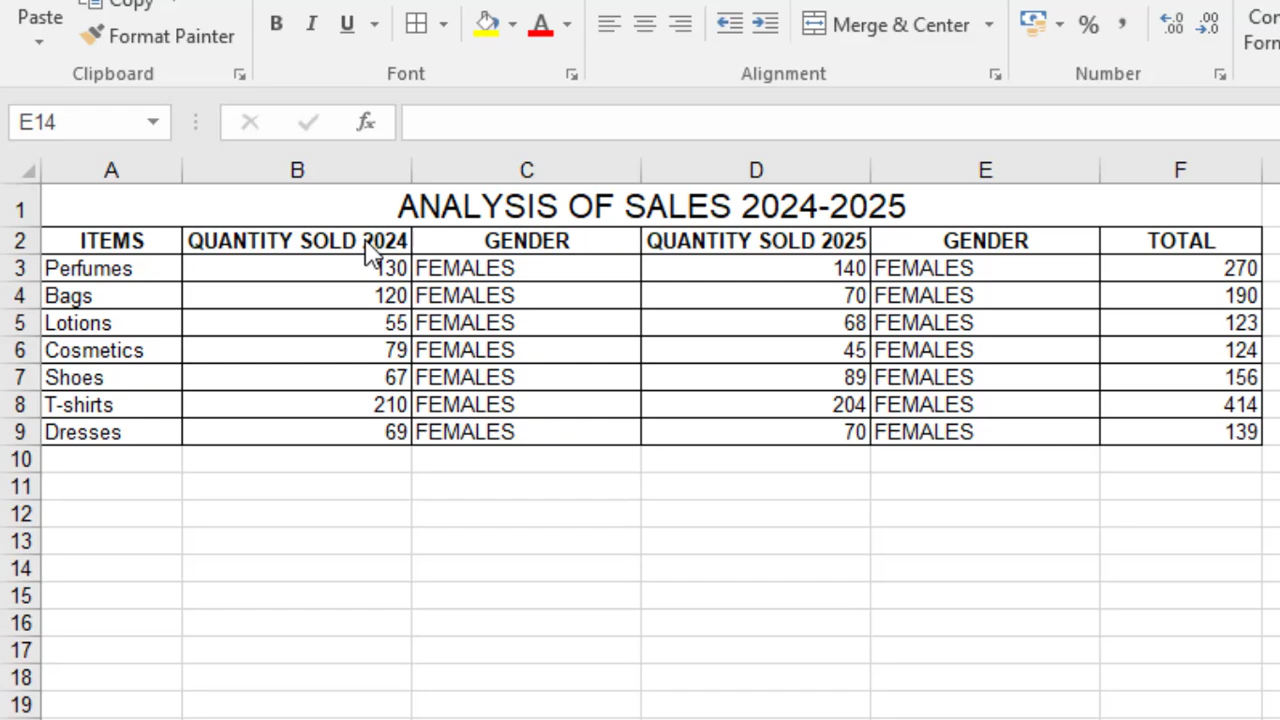 Paste Copy
Format Painter
B I U A Merge & Center % , ←.0 .00 .00 →.0
Clipboard Font Alignment Number
E14 fx
A B C D E F
1 ANALYSIS OF SALES 2024-2025
2 ITEMS QUANTITY SOLD 2024 GENDER QUANTITY SOLD 2025 GENDER TOTAL
3 Perfumes 130 FEMALES 140 FEMALES 270
4 Bags 120 FEMALES 70 FEMALES 190
5 Lotions 55 FEMALES 68 FEMALES 123
6 Cosmetics 79 FEMALES 45 FEMALES 124
7 Shoes 67 FEMALES 89 FEMALES 156
8 T-shirts 210 FEMALES 204 FEMALES 414
9 Dresses 69 FEMALES 70 FEMALES 139
10
11
12
13
14
15
16
17
18
19